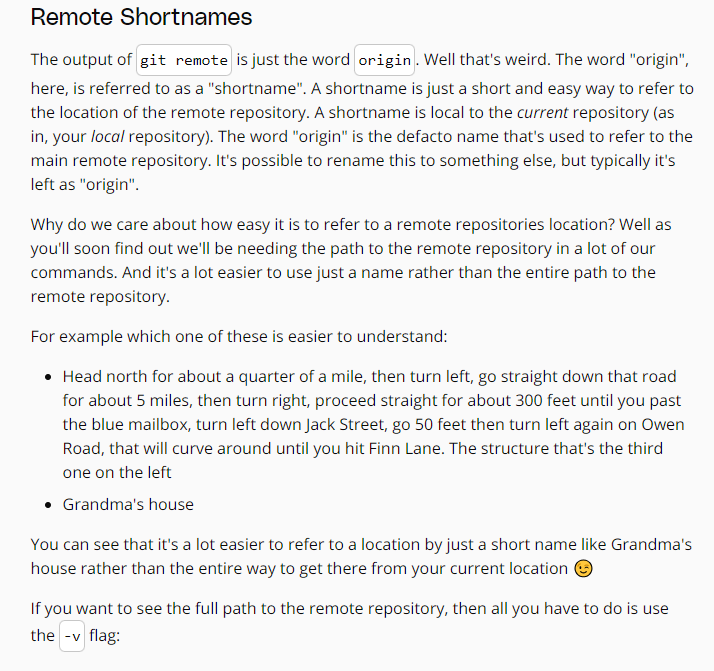 Remote Shortnames
The output of git remote is just the word origin. Well that's weird. The word "origin",
here, is referred to as a "shortname". A shortname is just a short and easy way to refer to
the location of the remote repository. A shortname is local to the current repository (as
in, your local repository). The word "origin" is the defacto name that's used to refer to the
main remote repository. It's possible to rename this to something else, but typically it's
left as "origin".
Why do we care about how easy it is to refer to a remote repositories location? Well as
you'll soon find out we'll be needing the path to the remote repository in a lot of our
commands. And it's a lot easier to use just a name rather than the entire path to the
remote repository.
For example which one of these is easier to understand:
• Head north for about a quarter of a mile, then turn left, go straight down that road
for about 5 miles, then turn right, proceed straight for about 300 feet until you past
the blue mailbox, turn left down Jack Street, go 50 feet then turn left again on Owen
Road, that will curve around until you hit Finn Lane. The structure that's the third
one on the left
• Grandma's house
You can see that it's a lot easier to refer to a location by just a short name like Grandma's
house rather than the entire way to get there from your current location 😉
If you want to see the full path to the remote repository, then all you have to do is use
the -v flag: